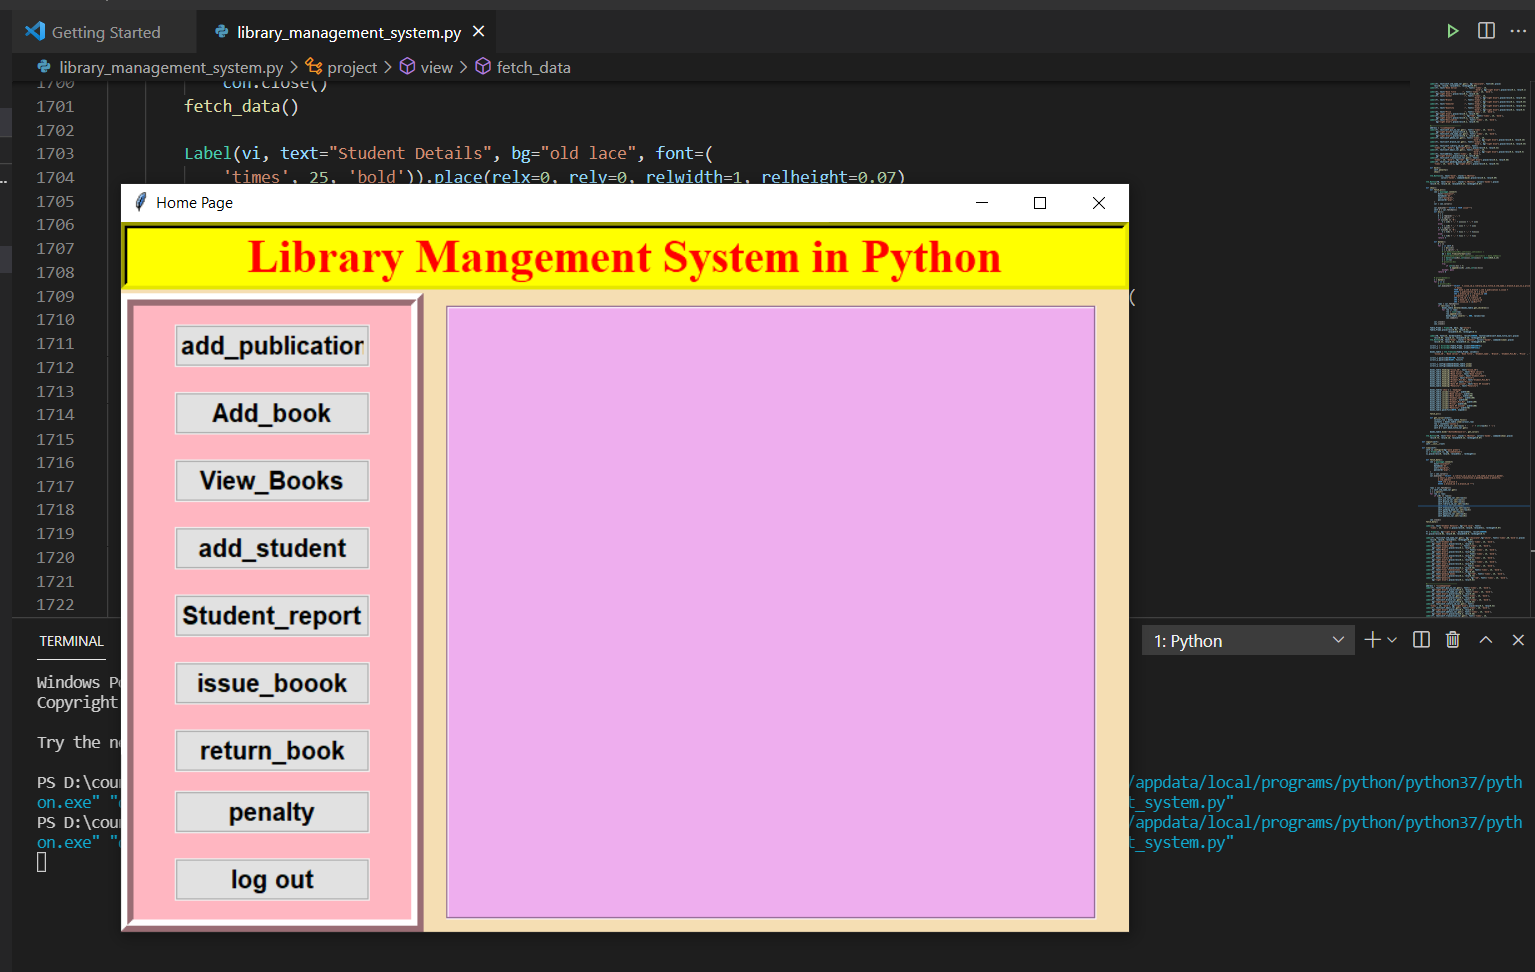 Getting Started
library_management_system.py
library_management_system.py > project > view > fetch_data
1700 con.close()
1701 fetch_data()
1702
1703 Label(vi, text="Student Details", bg="old lace", font=(
1704 'times', 25, 'bold')).place(relx=0, rely=0, relwidth=1, relheight=0.07)
1705
1706
1707
1708
1709 (
1710
1711
1712
1713
1714
1715
1716
1717
1718
1719
1720
1721
1722
Home Page
Library Mangement System in Python
add_publication
Add_book
View_Books
add_student
Student_report
issue_boook
return_book
penalty
log out
TERMINAL
1: Python
Windows P
Copyright
Try the n
PS D:\cou /appdata/local/programs/python/python37/pyth
on.exe" " t_system.py"
PS D:\cou /appdata/local/programs/python/python37/pyth
on.exe" " t_system.py"